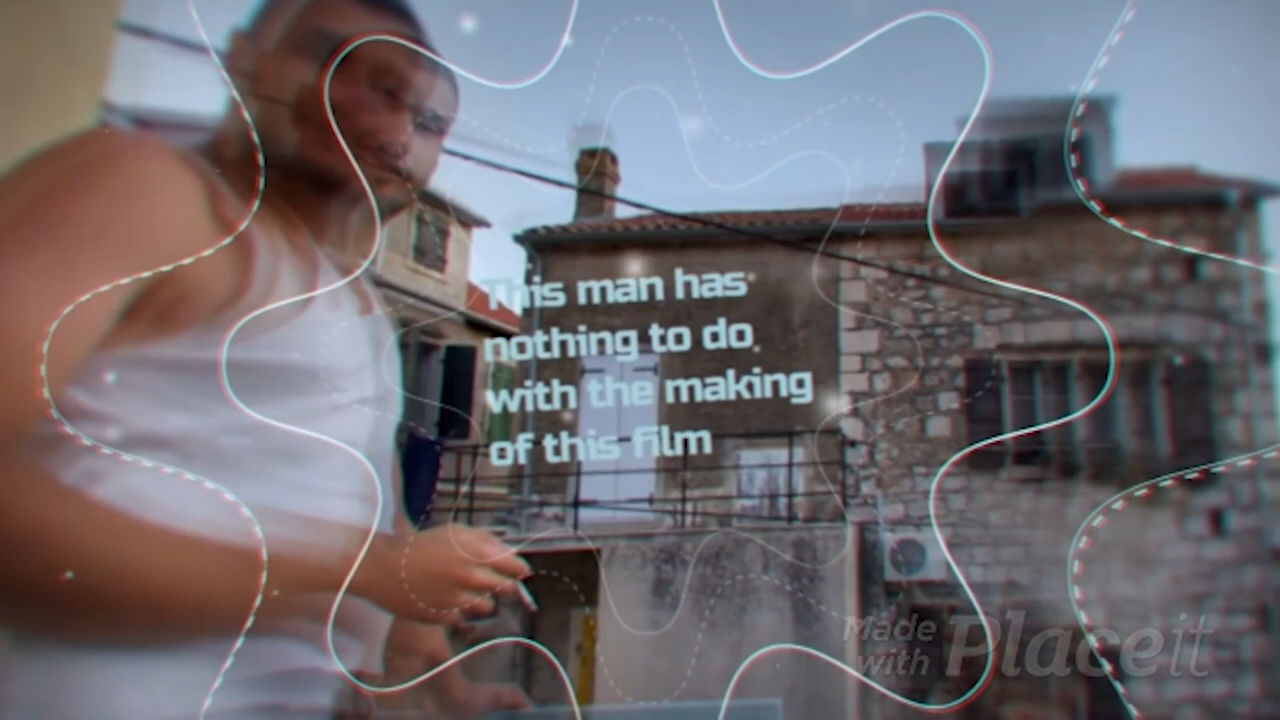 This man has
nothing to do
with the making
of this film
Made
with Placeit